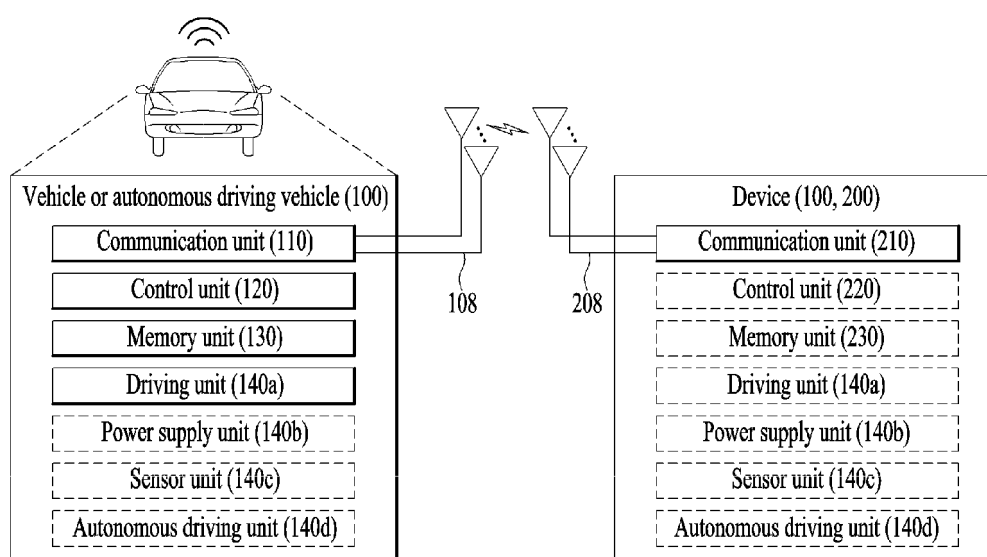 Vehicle or autonomous driving vehicle (100)
Communication unit (110)
Control unit (120)
Memory unit (130)
Driving unit (140a)
Power supply unit (140b)
Sensor unit (140c)
Autonomous driving unit (140d)
108
208
Device (100, 200)
Communication unit (210)
Control unit (220)
Memory unit (230)
Driving unit (140a)
Power supply unit (140b)
Sensor unit (140c)
Autonomous driving unit (140d)